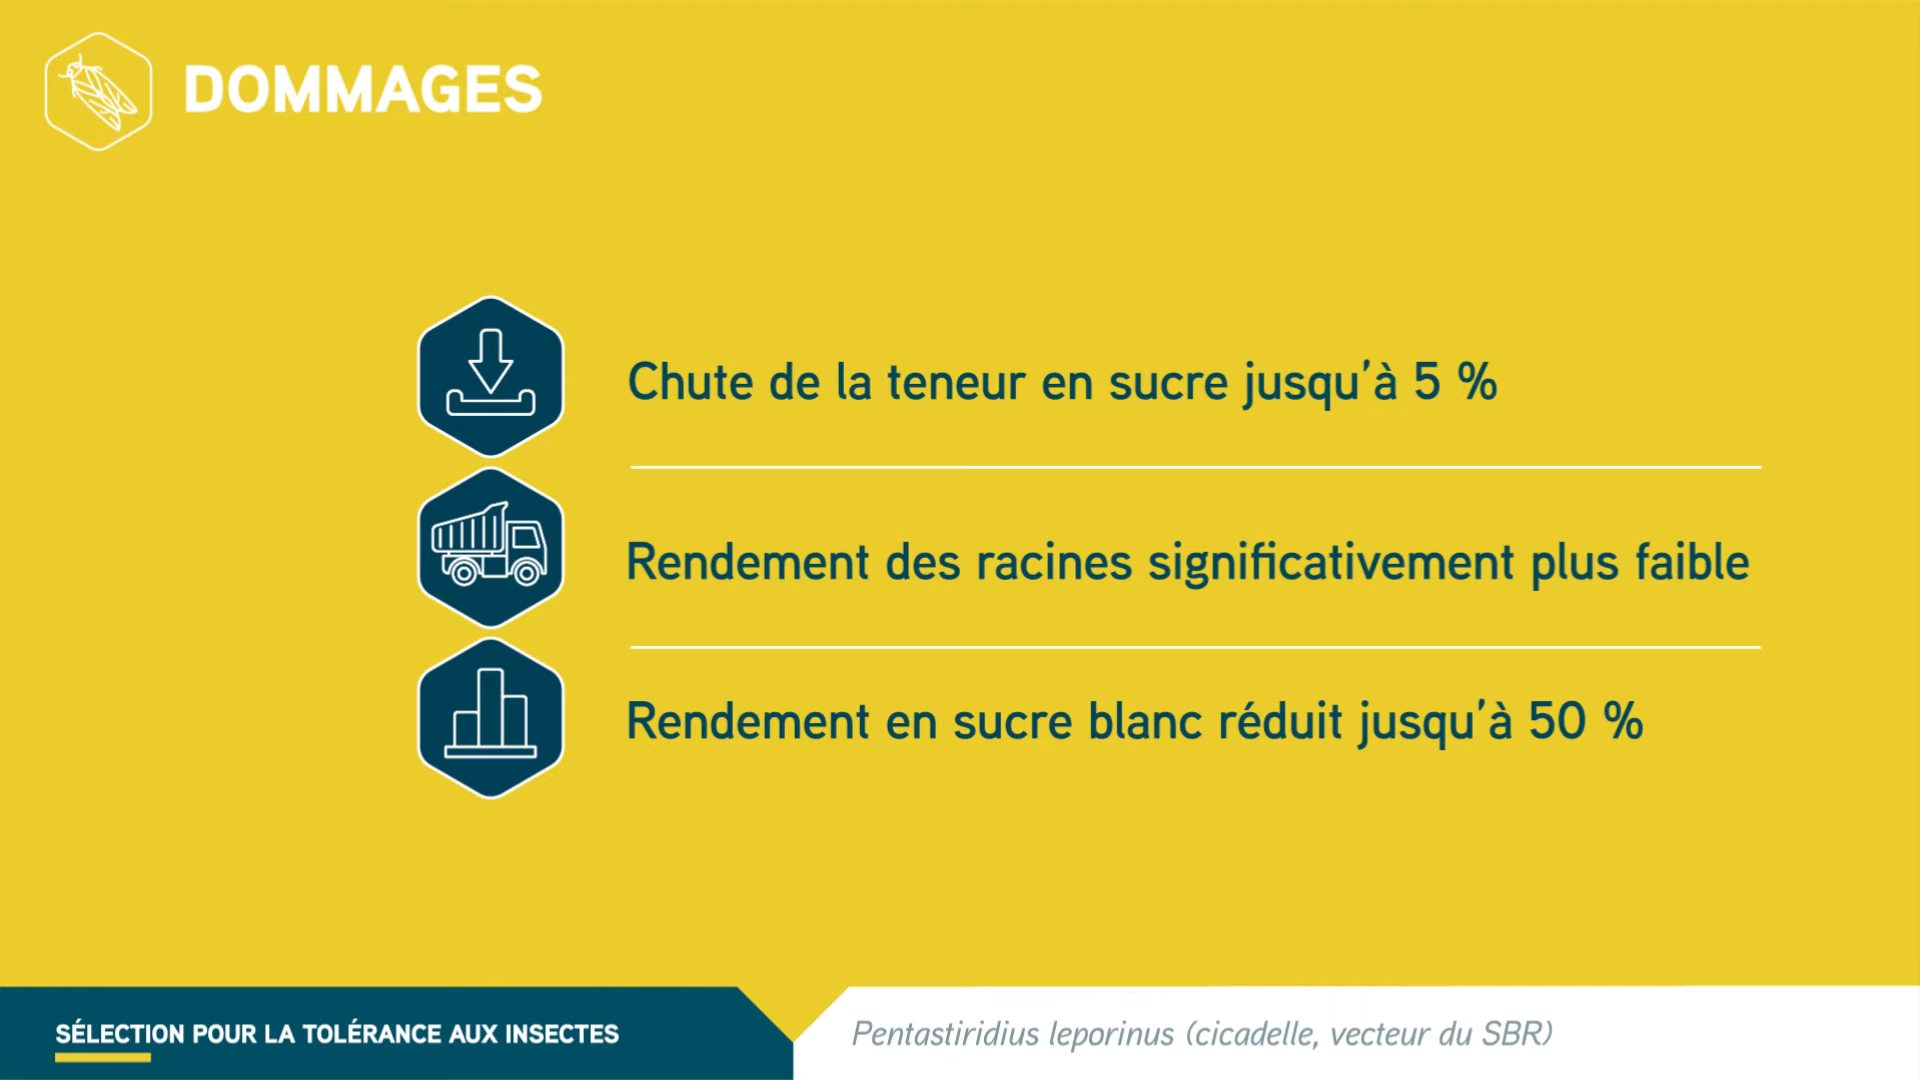 DOMMAGES
Chute de la teneur en sucre jusqu’à 5 %
Rendement des racines significativement plus faible
Rendement en sucre blanc réduit jusqu’à 50 %
SÉLECTION POUR LA TOLÉRANCE AUX INSECTES
Pentastiridius leporinus (cicadelle, vecteur du SBR)